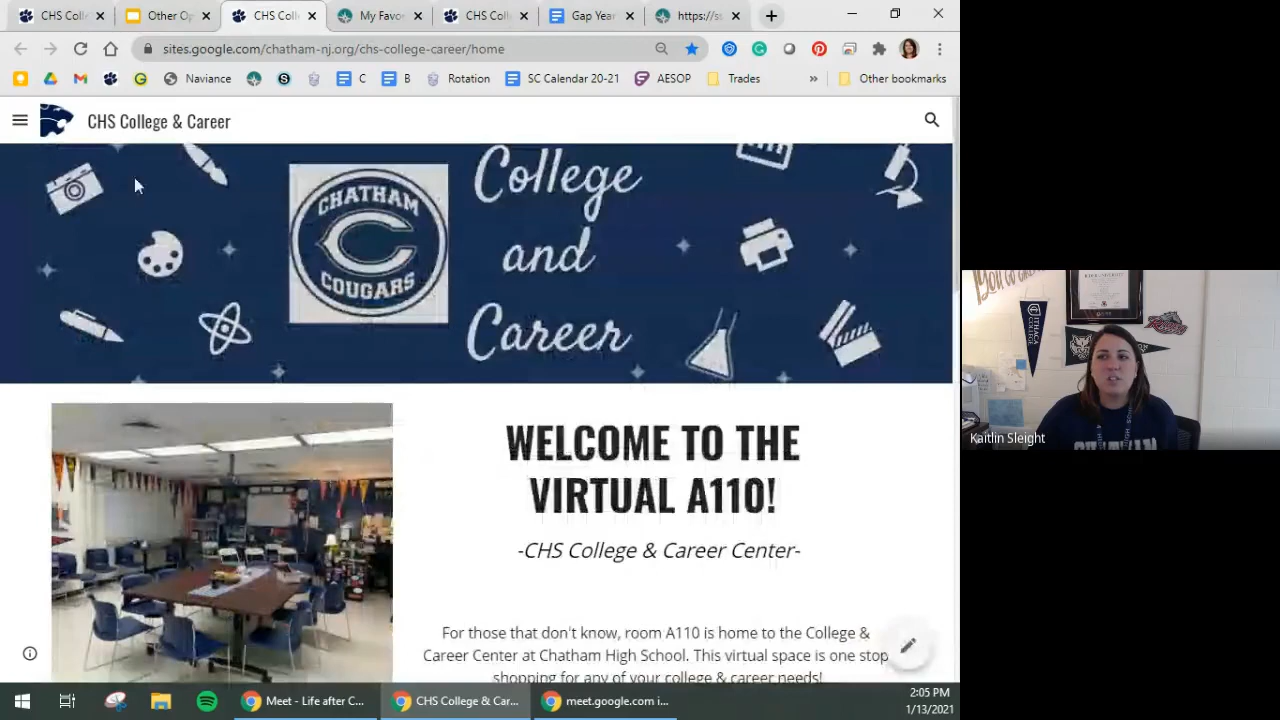 CHS Coll
Other Op
CHS Coll
My Favor
CHS Coll
Gap Year
https://s
sites.google.com/chatham-nj.org/chs-college-career/home
Naviance
C
B
Rotation
SC Calendar 20-21
AESOP
Trades
»
Other bookmarks
CHS College & Career
CHATHAM
C
COUGARS
College
and
Career
WELCOME TO THE
VIRTUAL A110!
-CHS College & Career Center-
For those that don't know, room A110 is home to the College &
Career Center at Chatham High School. This virtual space is one stop
shopping for any of your college & career needs!
ITHACA COLLEGE
Kaitlin Sleight
Meet - Life after C...
CHS College & Car...
meet.google.com i...
2:05 PM
1/13/2021